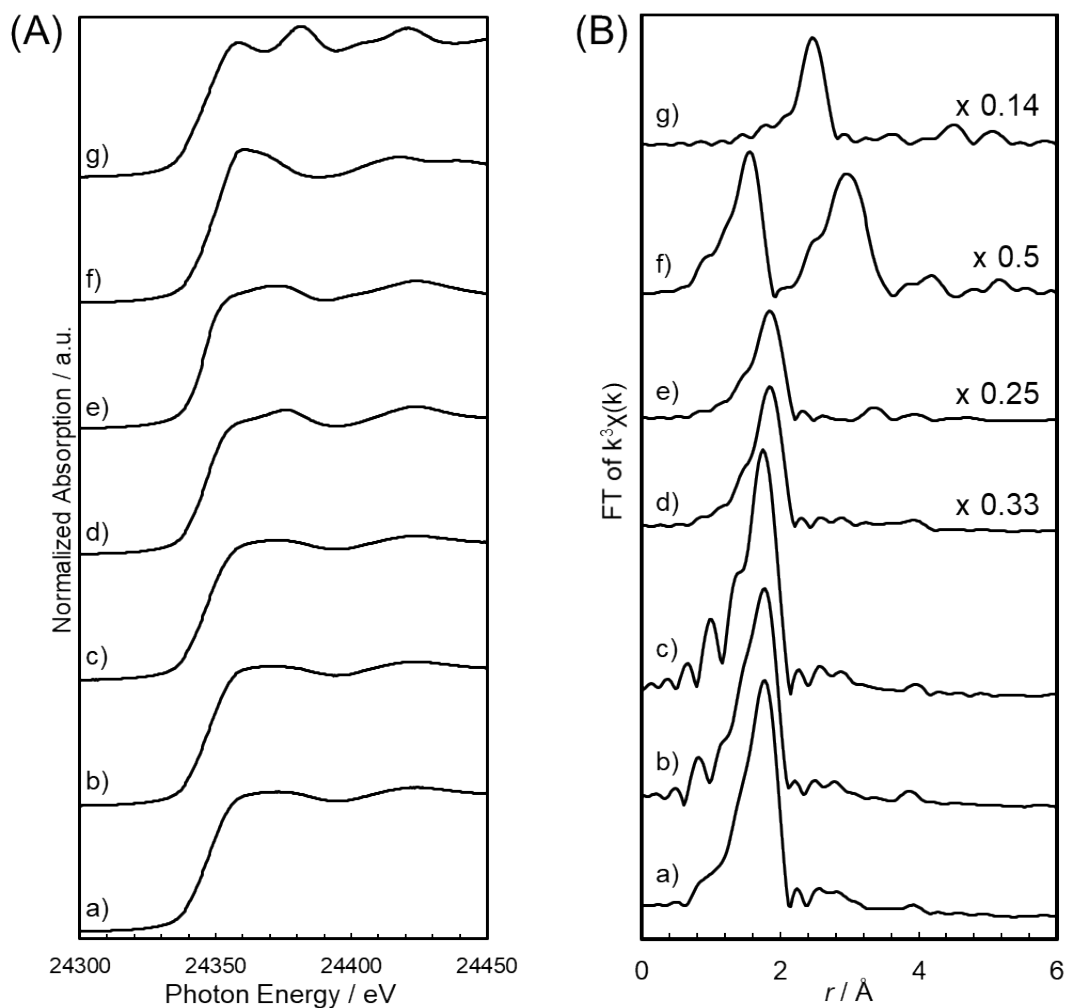 (A)
g)
f)
e)
d)
c)
b)
a)
Normalized Absorption / a.u.
24300 24350 24400 24450
Photon Energy / eV
(B)
g) x 0.14
f) x 0.5
e) x 0.25
d) x 0.33
c)
b)
a)
FT of k³χ(k)
0 2 4 6
r / Å